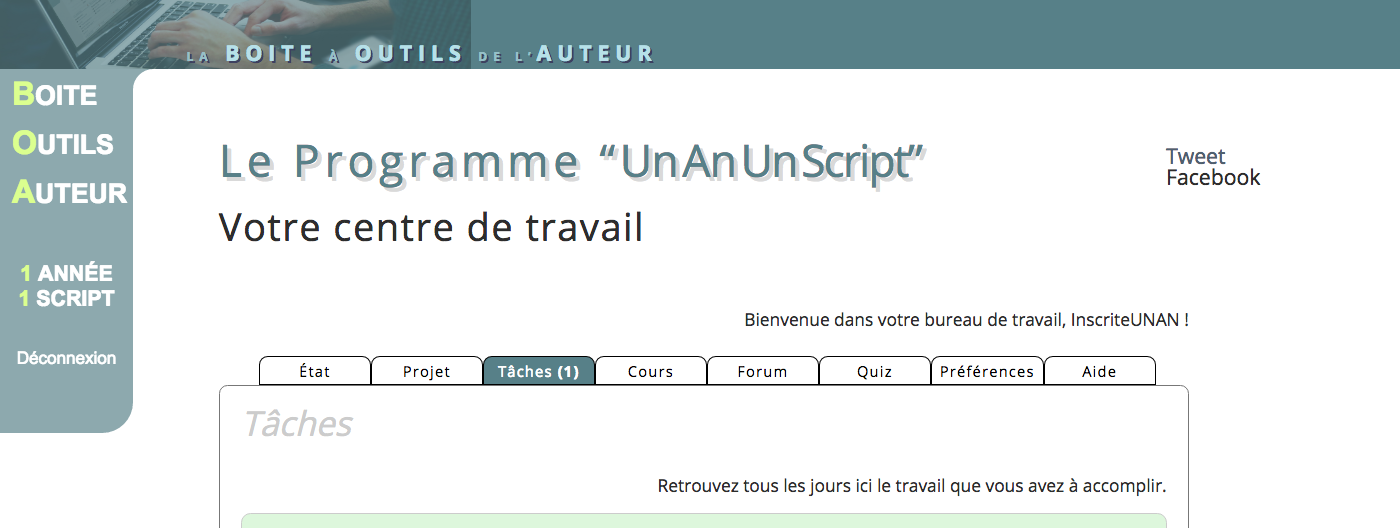 LA BOITE À OUTILS DE L'AUTEUR
BOITE
OUTILS
AUTEUR
1 ANNÉE
1 SCRIPT
Déconnexion
Le Programme “UnAnUnScript”
Votre centre de travail
Tweet
Facebook
Bienvenue dans votre bureau de travail, InscriteUNAN !
État Projet Tâches (1) Cours Forum Quiz Préférences Aide
Tâches
Retrouvez tous les jours ici le travail que vous avez à accomplir.